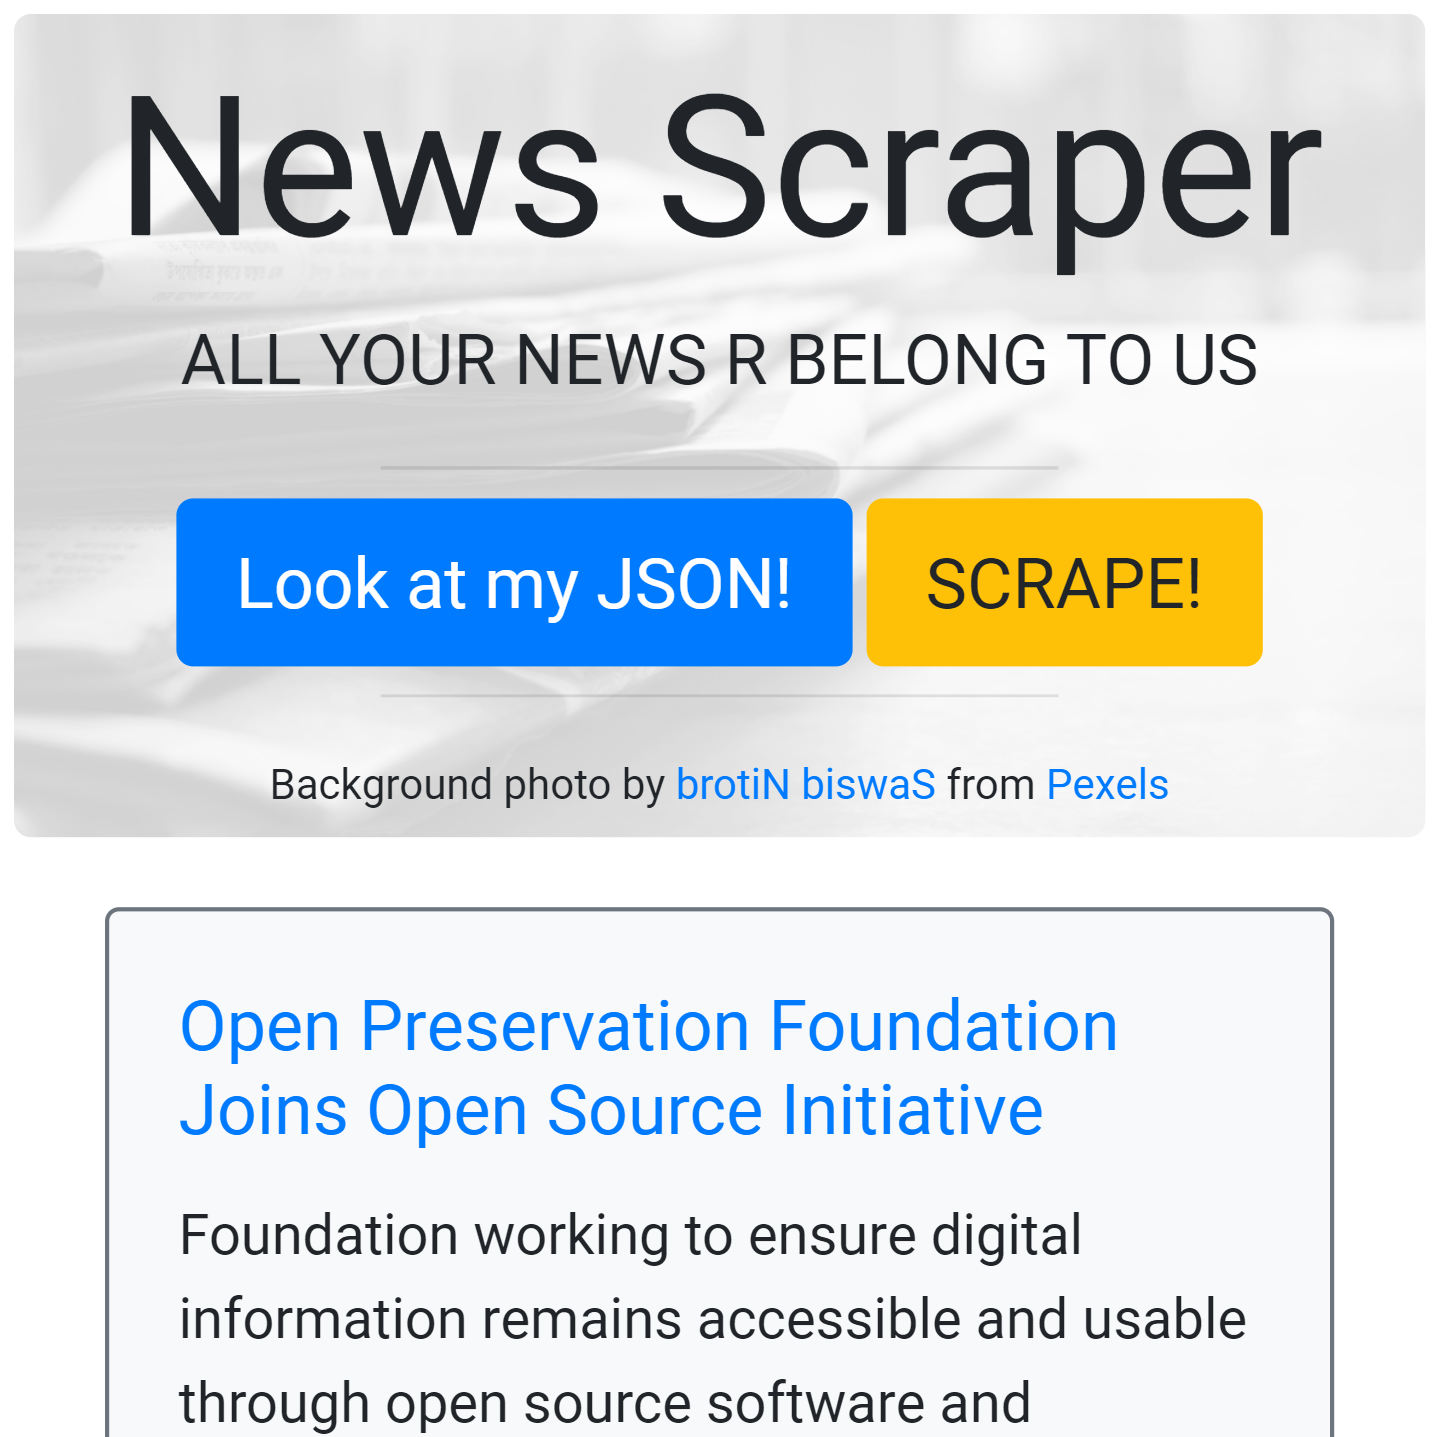 News Scraper
ALL YOUR NEWS R BELONG TO US
Look at my JSON! SCRAPE!
Background photo by brotiN biswaS from Pexels
Open Preservation Foundation
Joins Open Source Initiative
Foundation working to ensure digital
information remains accessible and usable
through open source software and